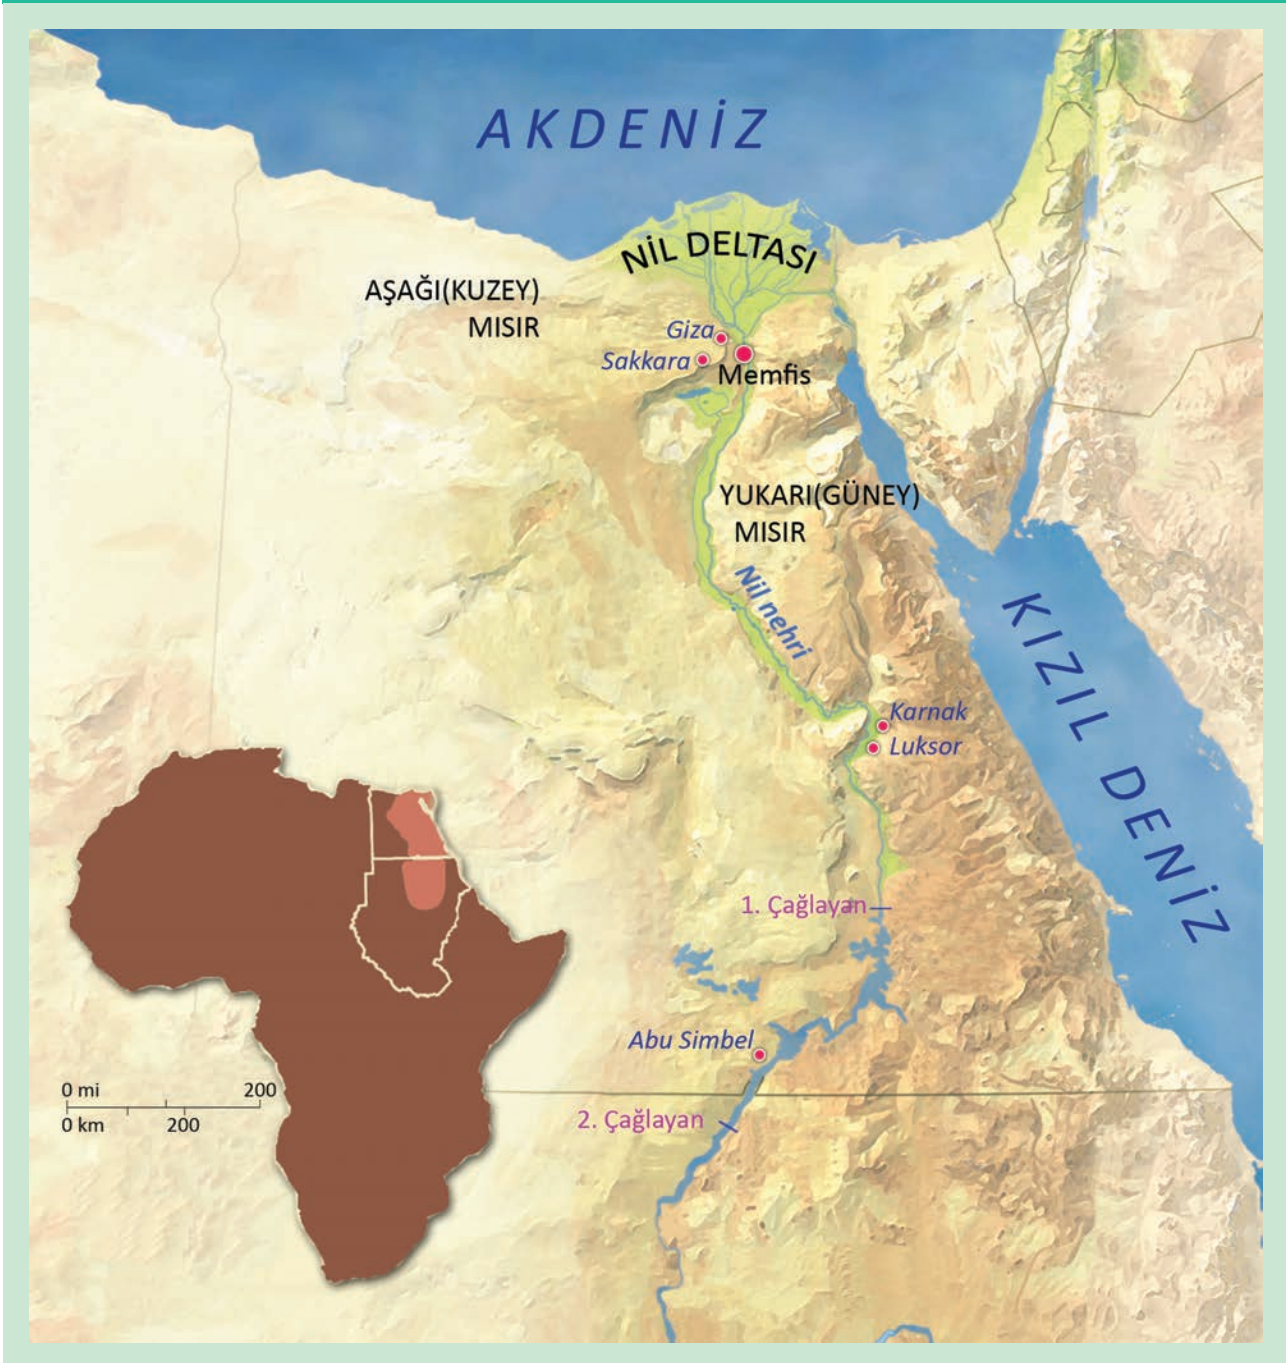 AKDENİZ
NİL DELTASI
AŞAĞI(KUZEY)
MISIR
Giza
Sakkara
Memfis
YUKARI(GÜNEY)
MISIR
Nil nehri
KIZIL DENİZ
Karnak
Luksor
1. Çağlayan
Abu Simbel
0 mi 200
0 km 200
2. Çağlayan